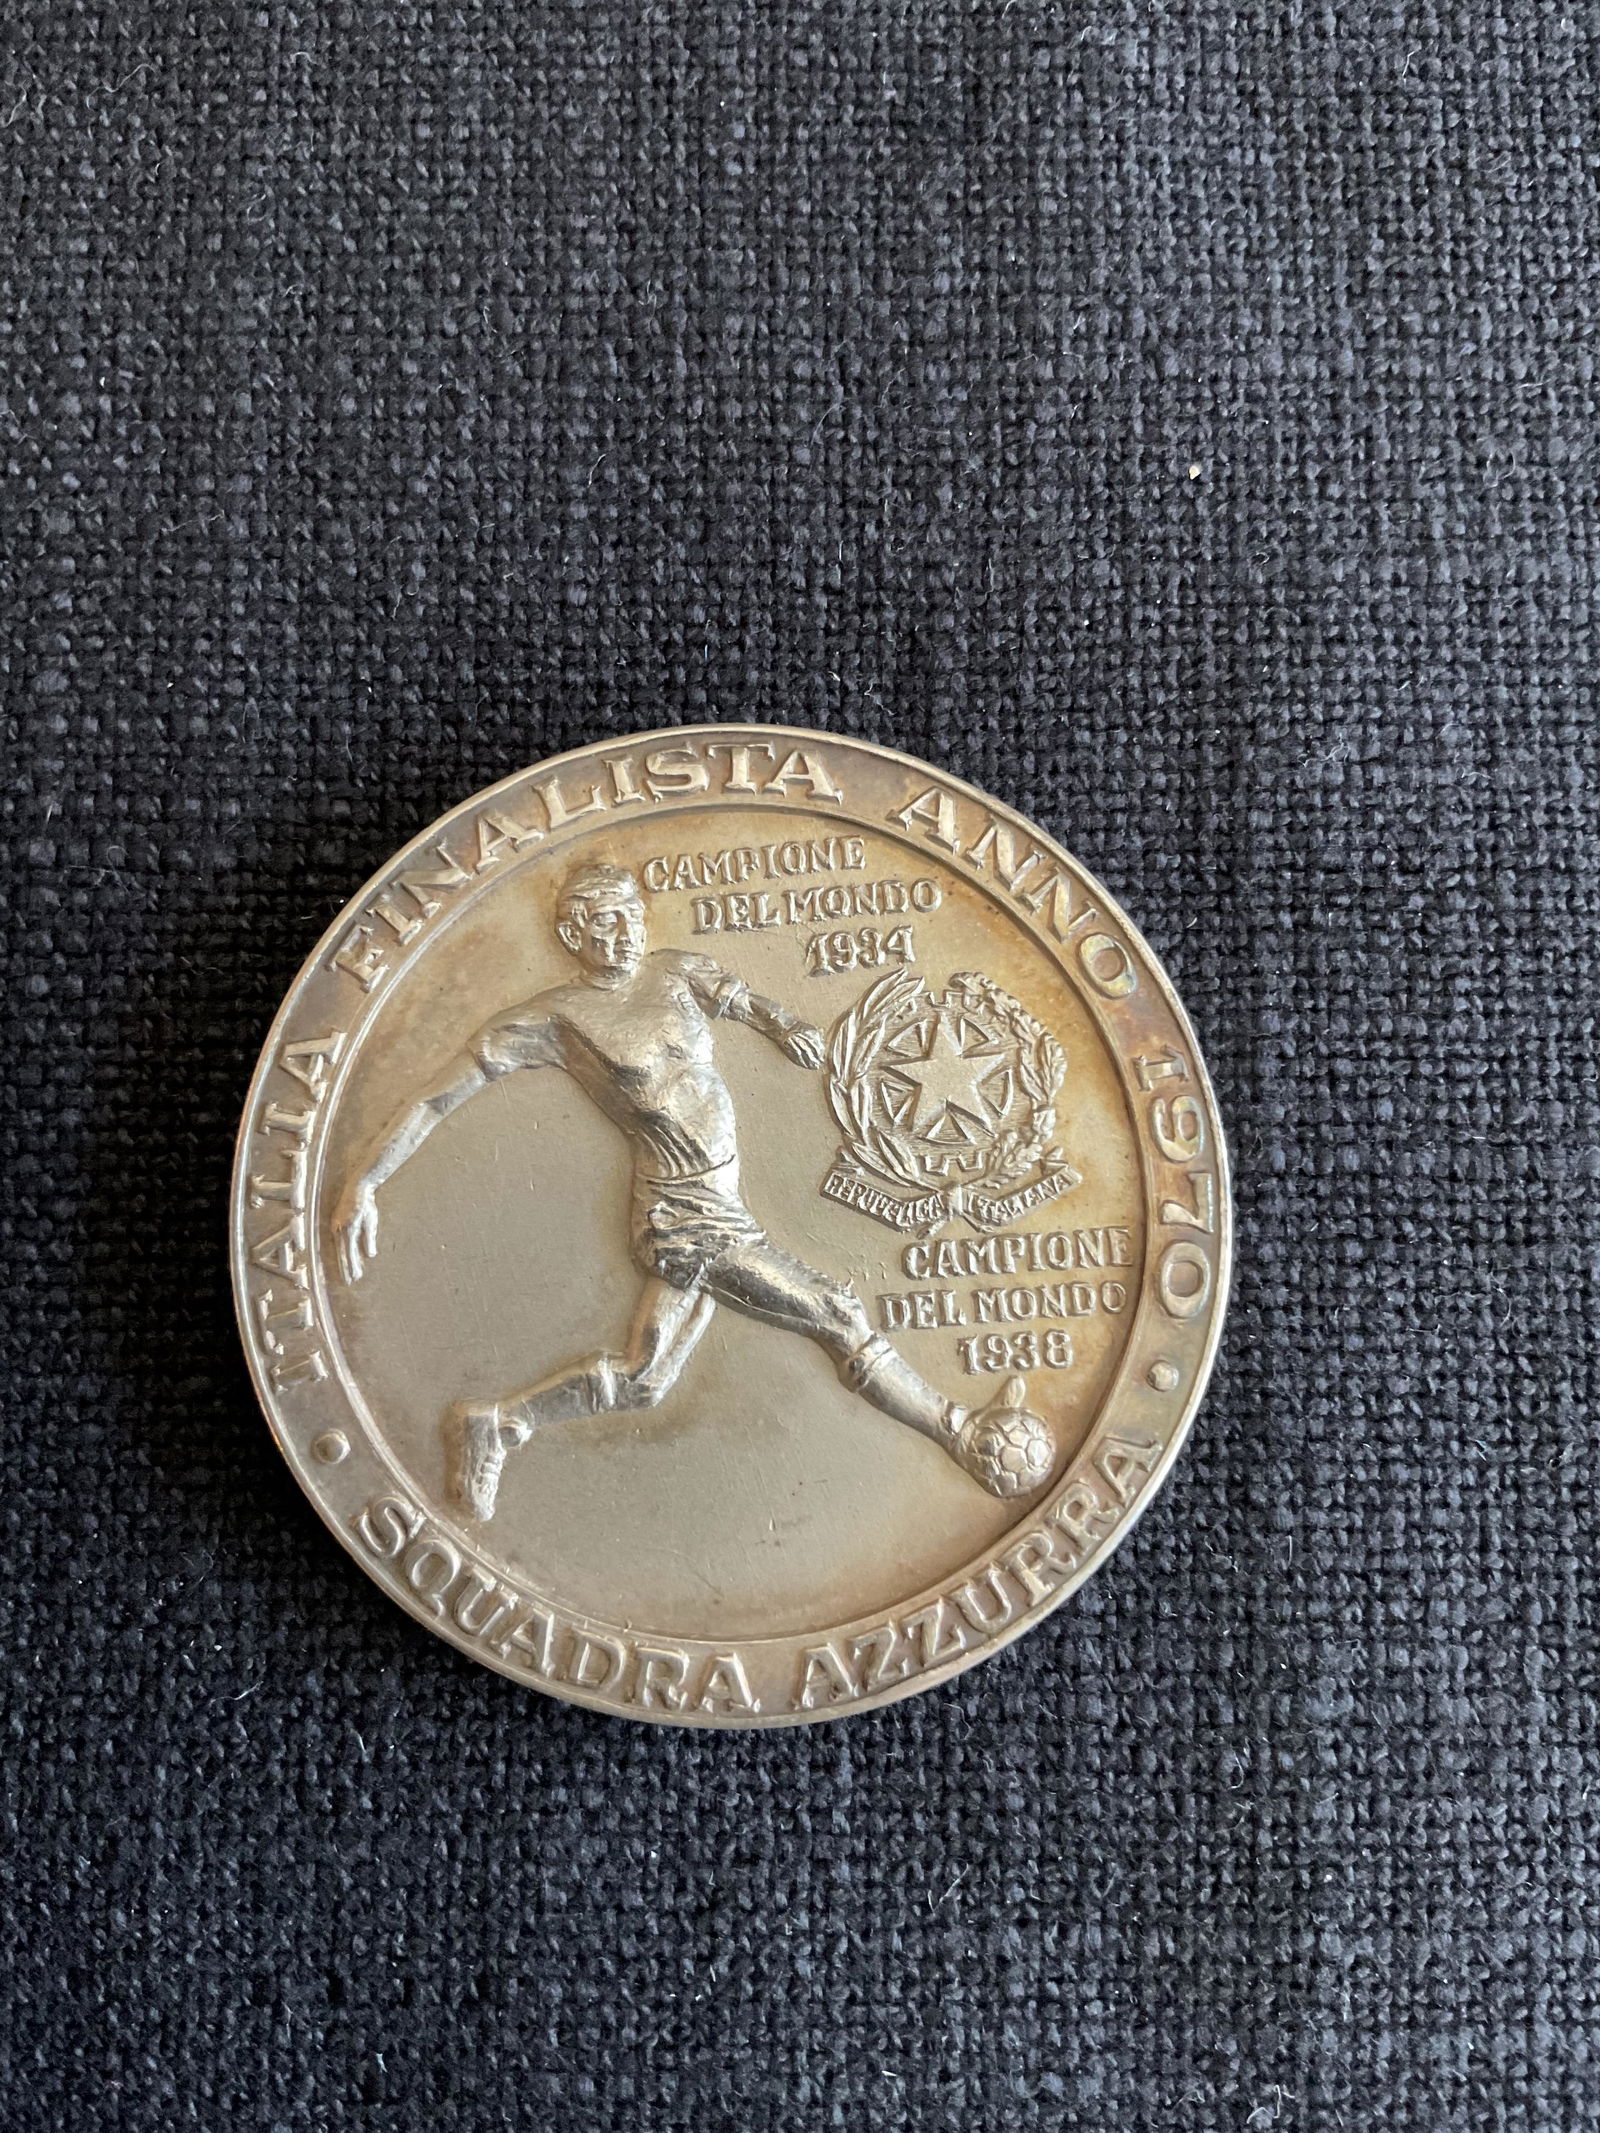 ITALIA FINALISTA ANNO 1970
CAMPIONE
DEL MONDO
1934
REPUBBLICA ITALIANA
CAMPIONE
DEL MONDO
1938
SQUADRA AZZURRA